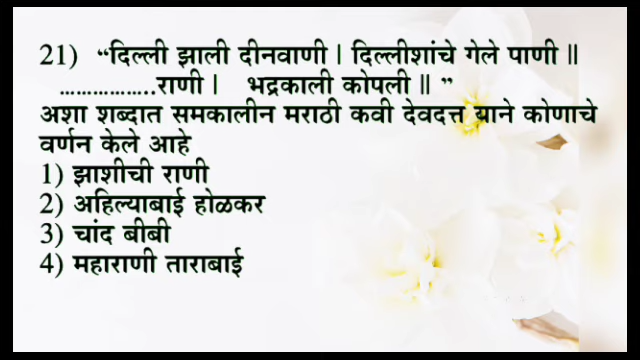 21) “दिल्ली झाली दीनवाणी | दिल्लीशांचे गेले पाणी ||
……………..राणी | भद्रकाली कोपली || ”
अशा शब्दात समकालीन मराठी कवी देवदत्त याने कोणाचे
वर्णन केले आहे
1) झाशीची राणी
2) अहिल्याबाई होळकर
3) चांद बीबी
4) महाराणी ताराबाई